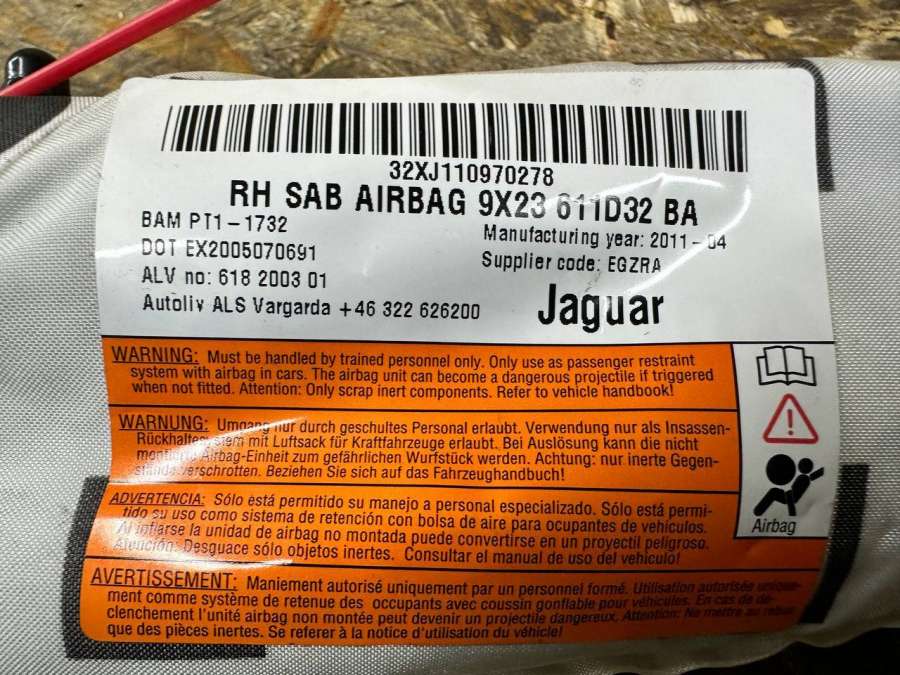 32XJ110970278
RH SAB AIRBAG 9X23 611D32 BA
BAM PT1-1732
Manufacturing year: 2011-04
DOT EX2005070691
Supplier code: EGZRA
ALV no: 618 2003 01
Autoliv ALS Vargarda +46 322 626200
Jaguar
WARNING: Must be handled by trained personnel only. Only use as passenger restraint
system with airbag in cars. The airbag unit can become a dangerous projectile if triggered
when not fitted. Attention: Only scrap inert components. Refer to vehicle handbook!
WARNUNG: Umgang nur durch geschultes Personal erlaubt. Verwendung nur als Insassen-
Rückhaltesystem mit Luftsack für Kraftfahrzeuge erlaubt. Bei Auslösung kann die nicht
montierte Airbag-Einheit zum gefährlichen Wurfstück werden. Achtung: nur inerte Gegen-
stände verschrotten. Beziehen Sie sich auf das Fahrzeughandbuch!
ADVERTENCIA: Sólo está permitido su manejo a personal especializado. Sólo está permi-
tido su uso como sistema de retención con bolsa de aire para ocupantes de vehículos.
Al inflarse la unidad de airbag no montada puede convertirse en un proyectil peligroso.
Atención: Desguace sólo objetos inertes. Consultar el manual de uso del vehículo!
Airbag
AVERTISSEMENT: Maniement autorisé uniquement par un personnel formé. Utilisation autorisée unique-
ment comme système de retenue des occupants avec coussin gonflable pour véhicules. En cas de dé-
clenchement l'unité airbag non montée peut devenir un projectile dangereux. Attention: Ne mettre au rebut
que des pièces inertes. Se referer à la notice d'utilisation du véhicule!